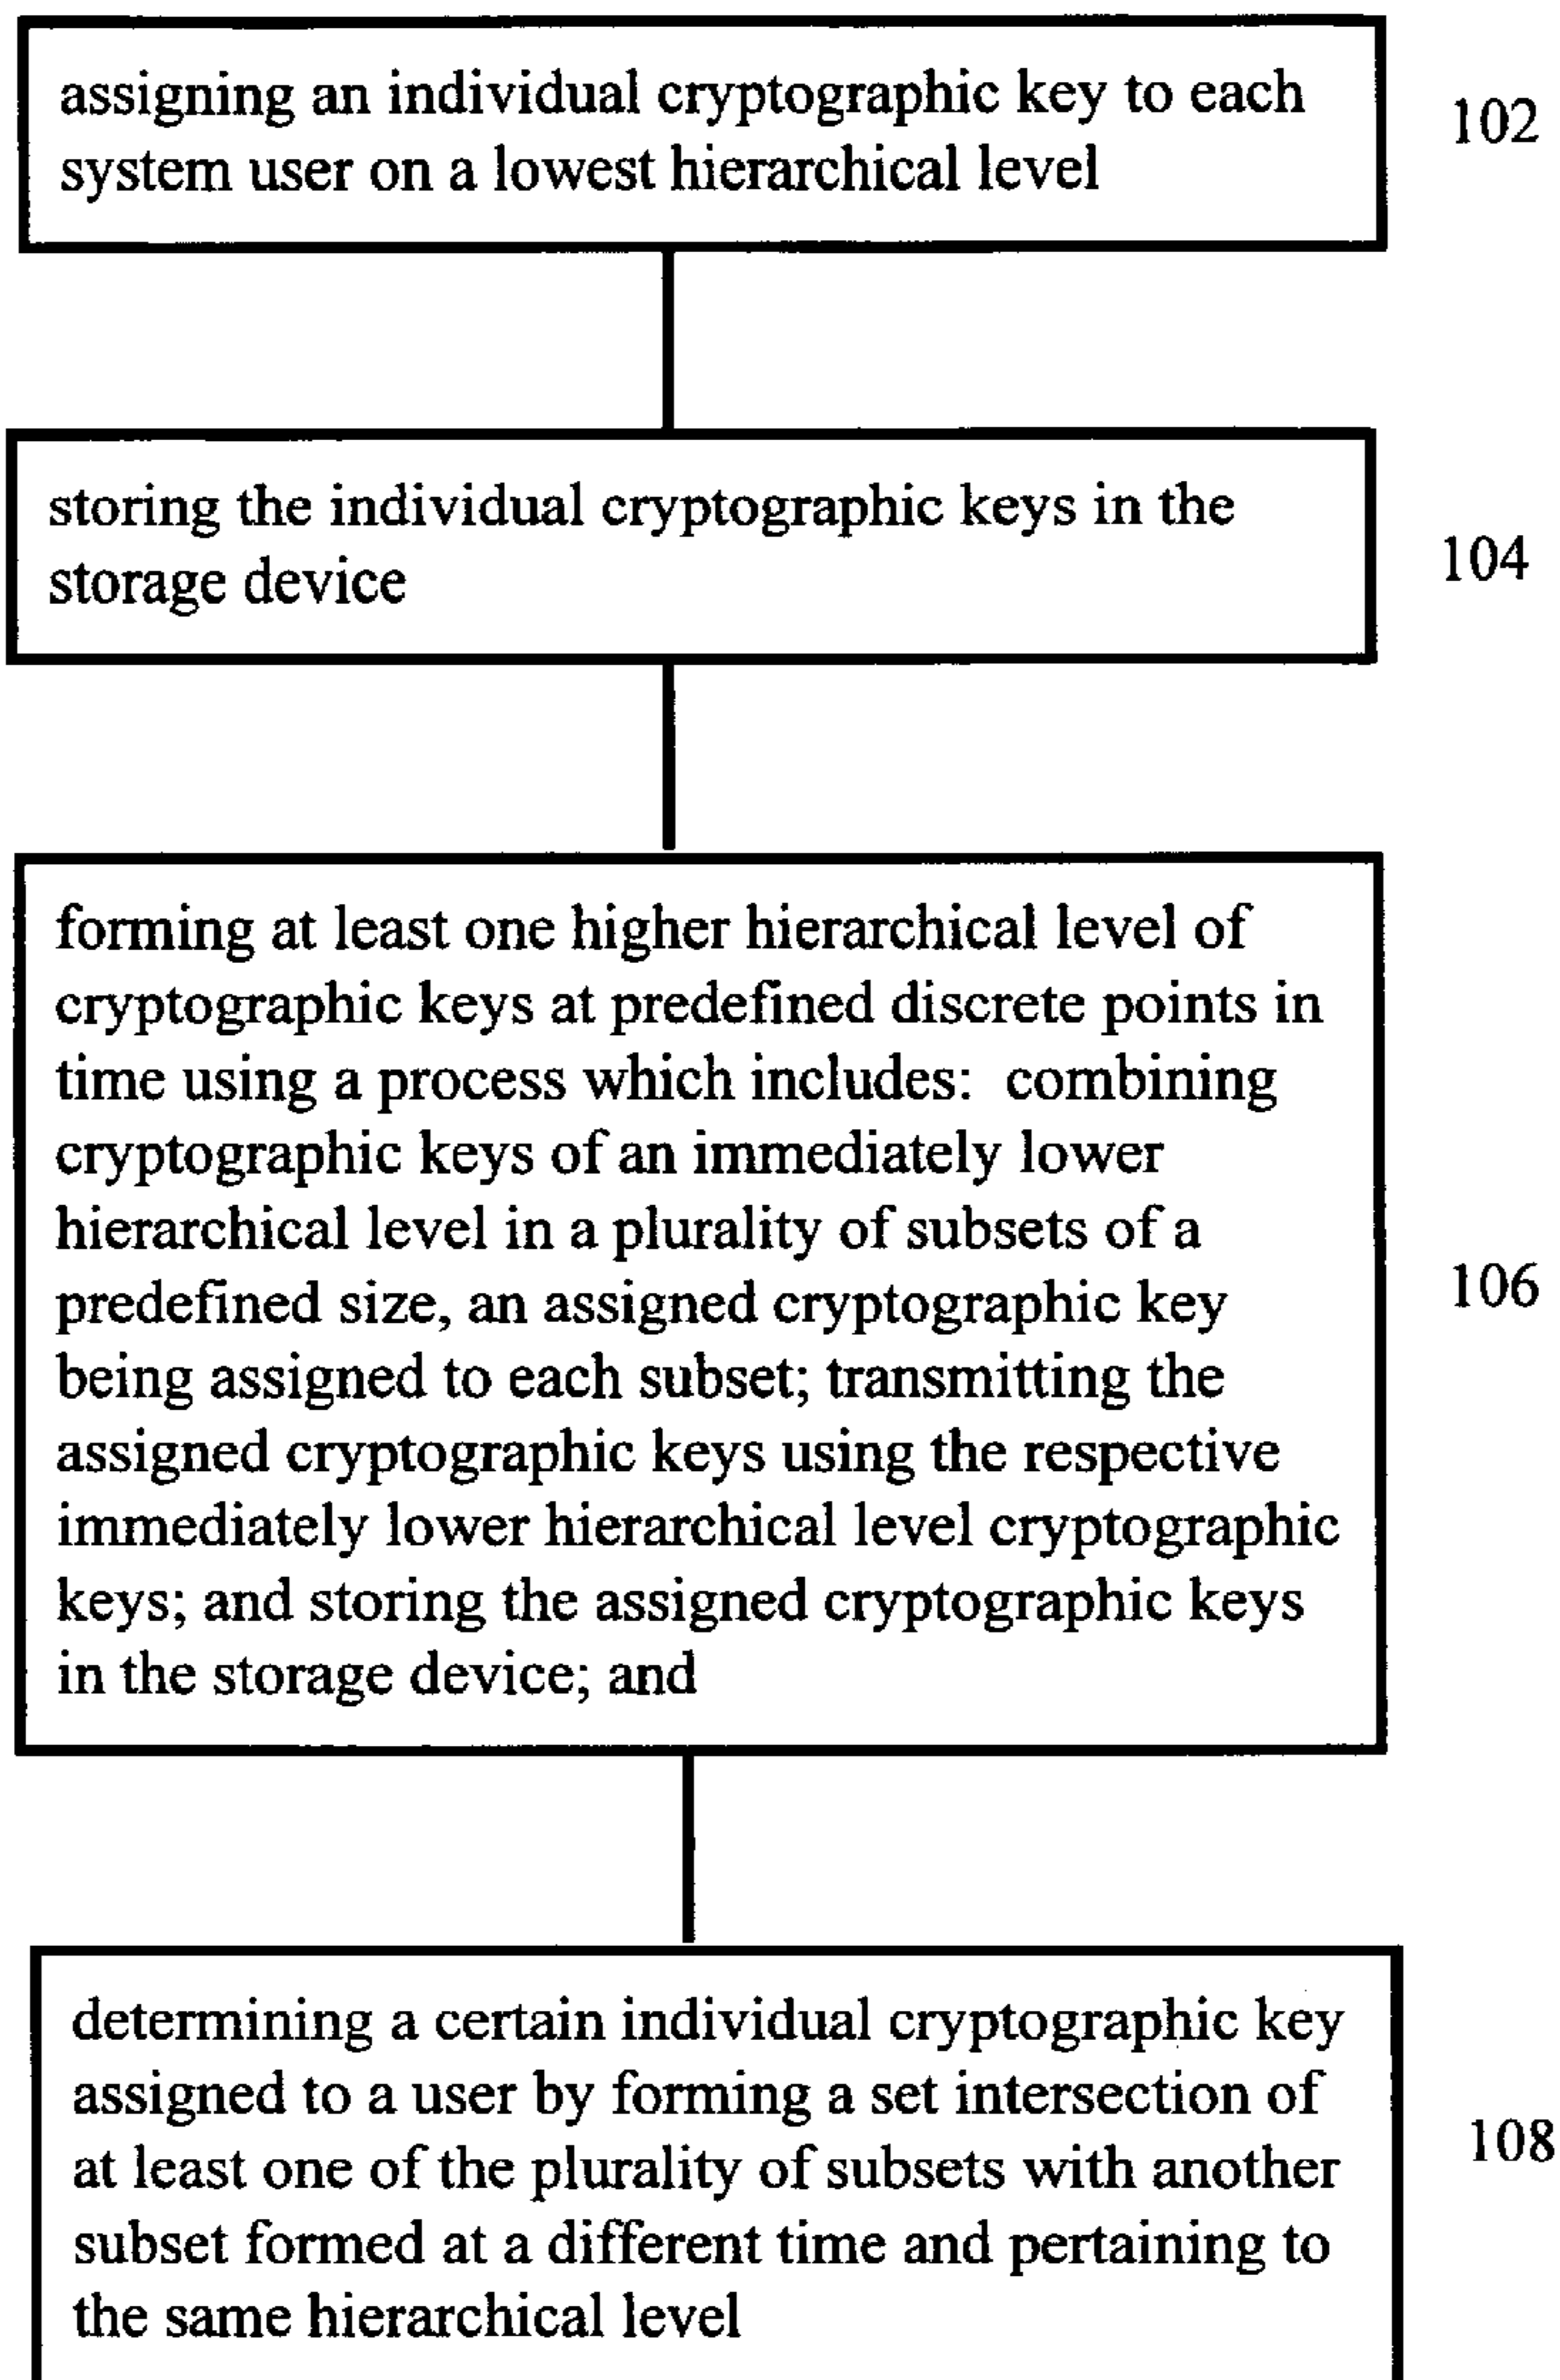 assigning an individual cryptographic key to each
system user on a lowest hierarchical level
102
storing the individual cryptographic keys in the
storage device
104
forming at least one higher hierarchical level of
cryptographic keys at predefined discrete points in
time using a process which includes: combining
cryptographic keys of an immediately lower
hierarchical level in a plurality of subsets of a
predefined size, an assigned cryptographic key
being assigned to each subset; transmitting the
assigned cryptographic keys using the respective
immediately lower hierarchical level cryptographic
keys; and storing the assigned cryptographic keys
in the storage device; and
106
determining a certain individual cryptographic key
assigned to a user by forming a set intersection of
at least one of the plurality of subsets with another
subset formed at a different time and pertaining to
the same hierarchical level
108